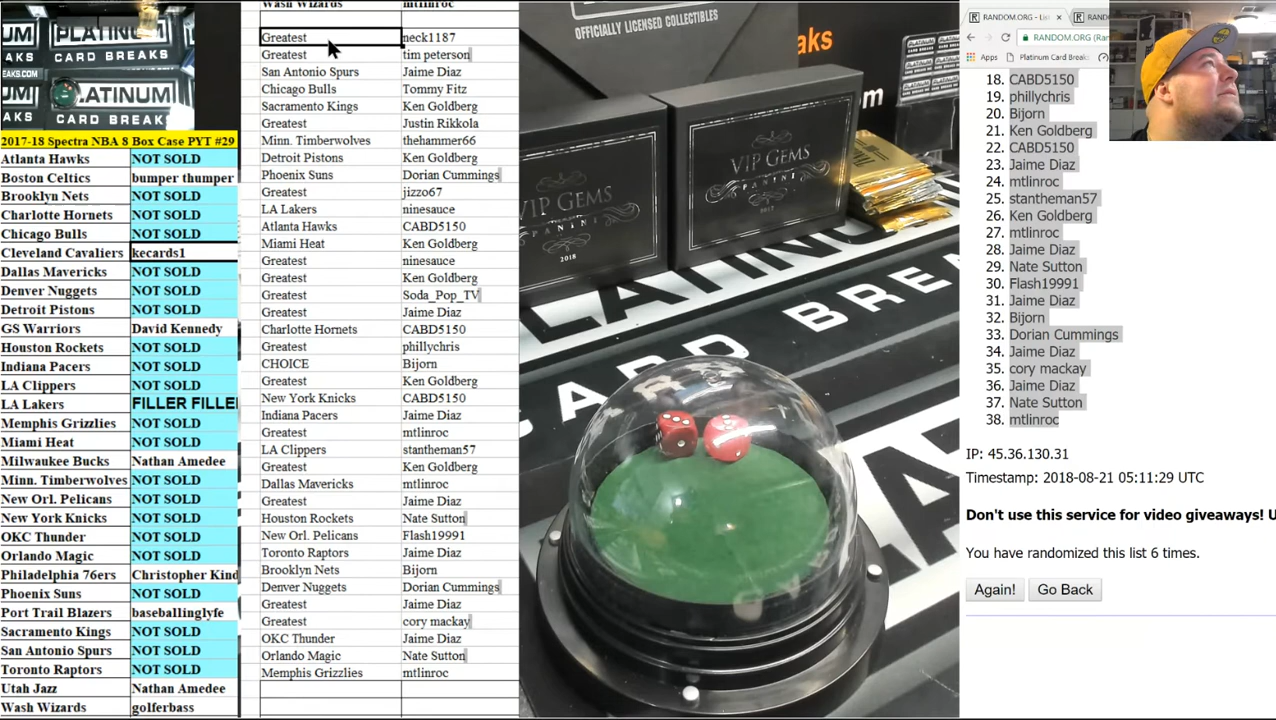 PLATINUM
CARD BREAKS
PLATINUM
CARD BREAKS
2017-18 Spectra NBA 8 Box Case PYT #29
Atlanta Hawks NOT SOLD
Boston Celtics bumper thumper
Brooklyn Nets NOT SOLD
Charlotte Hornets NOT SOLD
Chicago Bulls NOT SOLD
Cleveland Cavaliers kecards1
Dallas Mavericks NOT SOLD
Denver Nuggets NOT SOLD
Detroit Pistons NOT SOLD
GS Warriors David Kennedy
Houston Rockets NOT SOLD
Indiana Pacers NOT SOLD
LA Clippers NOT SOLD
LA Lakers FILLER FILLE
Memphis Grizzlies NOT SOLD
Miami Heat NOT SOLD
Milwaukee Bucks Nathan Amedee
Minn. Timberwolves NOT SOLD
New Orl. Pelicans NOT SOLD
New York Knicks NOT SOLD
OKC Thunder NOT SOLD
Orlando Magic NOT SOLD
Philadephia 76ers Christopher Kind
Phoenix Suns NOT SOLD
Port Trail Blazers baseballinglyfe
Sacramento Kings NOT SOLD
San Antonio Spurs NOT SOLD
Toronto Raptors NOT SOLD
Utah Jazz Nathan Amedee
Wash Wizards golferbass
Wash Wizards mtlinroc
Greatest neck1187
Greatest tim peterson
San Antonio Spurs Jaime Diaz
Chicago Bulls Tommy Fitz
Sacramento Kings Ken Goldberg
Greatest Justin Rikkola
Minn. Timberwolves thehammer66
Detroit Pistons Ken Goldberg
Phoenix Suns Dorian Cummings
Greatest jizzo67
LA Lakers ninesauce
Atlanta Hawks CABD5150
Miami Heat Ken Goldberg
Greatest ninesauce
Greatest Ken Goldberg
Greatest Soda_Pop_TV
Greatest Jaime Diaz
Charlotte Hornets CABD5150
Greatest phillychris
CHOICE Bijorn
Greatest Ken Goldberg
New York Knicks CABD5150
Indiana Pacers Jaime Diaz
Greatest mtlinroc
LA Clippers stantheman57
Greatest Ken Goldberg
Dallas Mavericks mtlinroc
Greatest Jaime Diaz
Houston Rockets Nate Sutton
New Orl. Pelicans Flash19991
Toronto Raptors Jaime Diaz
Brooklyn Nets Bijorn
Denver Nuggets Dorian Cummings
Greatest Jaime Diaz
Greatest cory mackay
OKC Thunder Jaime Diaz
Orlando Magic Nate Sutton
Memphis Grizzlies mtlinroc
OFFICIALLY LICENSED COLLECTIBLES
VIP GEMS
PANINI
2018
VIP GEMS
PANINI
2017
PLATINUM
CARD BREA
RANDOM.ORG - Li
RANDO
RANDOM.ORG (Ra
Apps Platinum Card Breaks
18. CABD5150
19. phillychris
20. Bijorn
21. Ken Goldberg
22. CABD5150
23. Jaime Diaz
24. mtlinroc
25. stantheman57
26. Ken Goldberg
27. mtlinroc
28. Jaime Diaz
29. Nate Sutton
30. Flash19991
31. Jaime Diaz
32. Bijorn
33. Dorian Cummings
34. Jaime Diaz
35. cory mackay
36. Jaime Diaz
37. Nate Sutton
38. mtlinroc
IP: 45.36.130.31
Timestamp: 2018-08-21 05:11:29 UTC
Don't use this service for video giveaways! U
You have randomized this list 6 times.
Again! Go Back